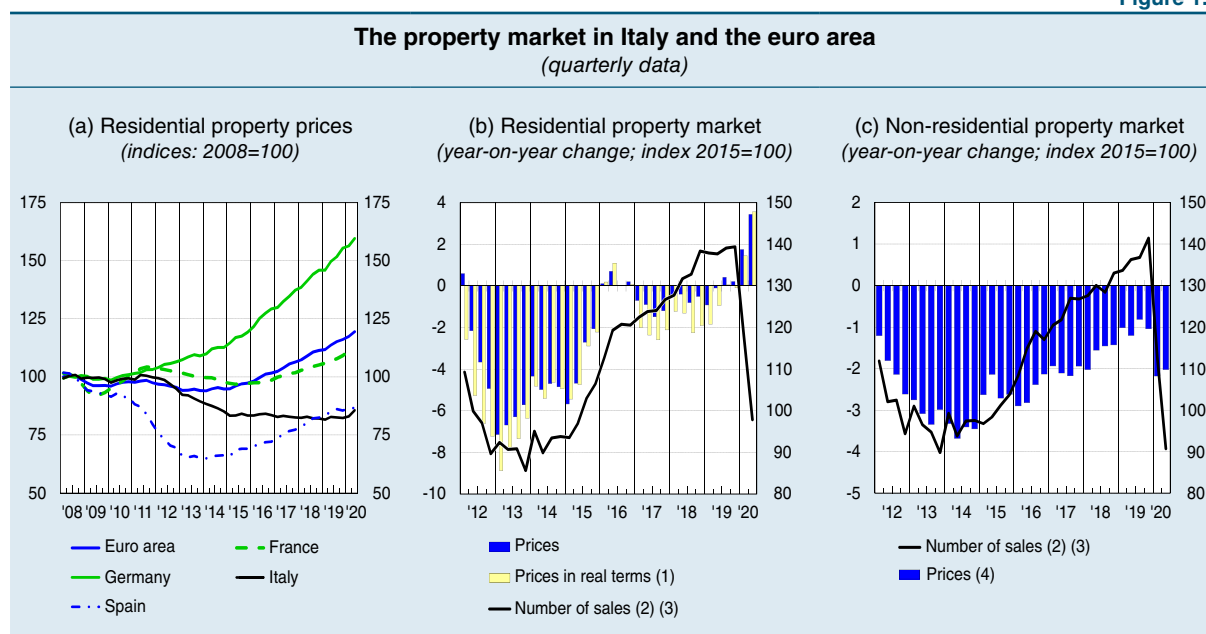 Figure 1.
The property market in Italy and the euro area
(quarterly data)
(a) Residential property prices
(indices: 2008=100)
175 175
150 150
125 125
100 100
75 75
50 50
'08 '09 '10 '11 '12 '13 '14 '15 '16 '17 '18 '19 '20
Euro area France
Germany Italy
Spain
(b) Residential property market
(year-on-year change; index 2015=100)
4 150
2 140
0 130
-2 120
-4 110
-6 100
-8 90
-10 80
'12 '13 '14 '15 '16 '17 '18 '19 '20
Prices
Prices in real terms (1)
Number of sales (2) (3)
(c) Non-residential property market
(year-on-year change; index 2015=100)
2 150
1 140
0 130
-1 120
-2 110
-3 100
-4 90
-5 80
'12 '13 '14 '15 '16 '17 '18 '19 '20
Number of sales (2) (3)
Prices (4)